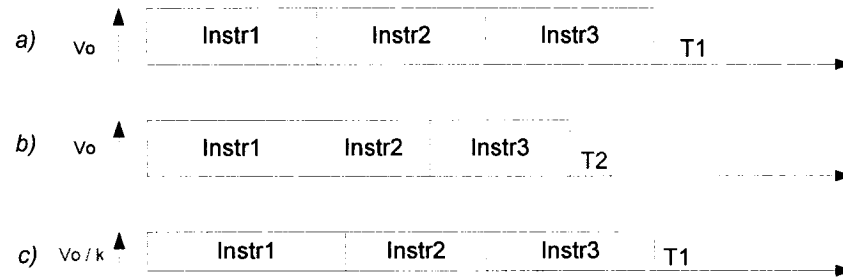 a) Vo Instr1 Instr2 Instr3 T1
b) Vo Instr1 Instr2 Instr3 T2
c) Vo / k Instr1 Instr2 Instr3 T1